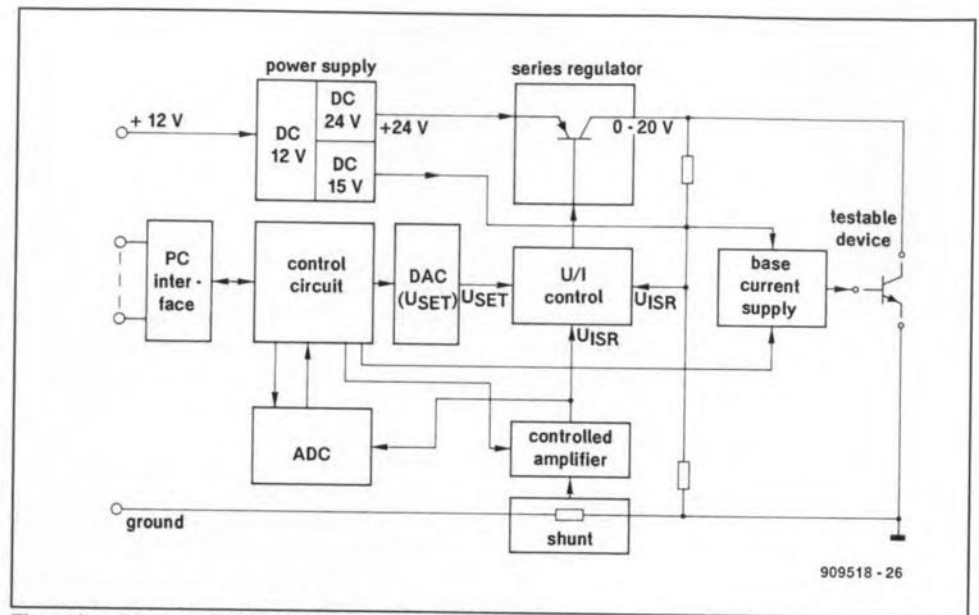 power supply
series regulator
+ 12 V
DC
12 V
DC
24 V
DC
15 V
+24 V
0 - 20 V
testable
device
PC
inter -
face
control
circuit
DAC
(USET)
USET
U/I
control
UISR
base
current
supply
UISR
ADC
controlled
amplifier
ground
shunt
909518 - 26